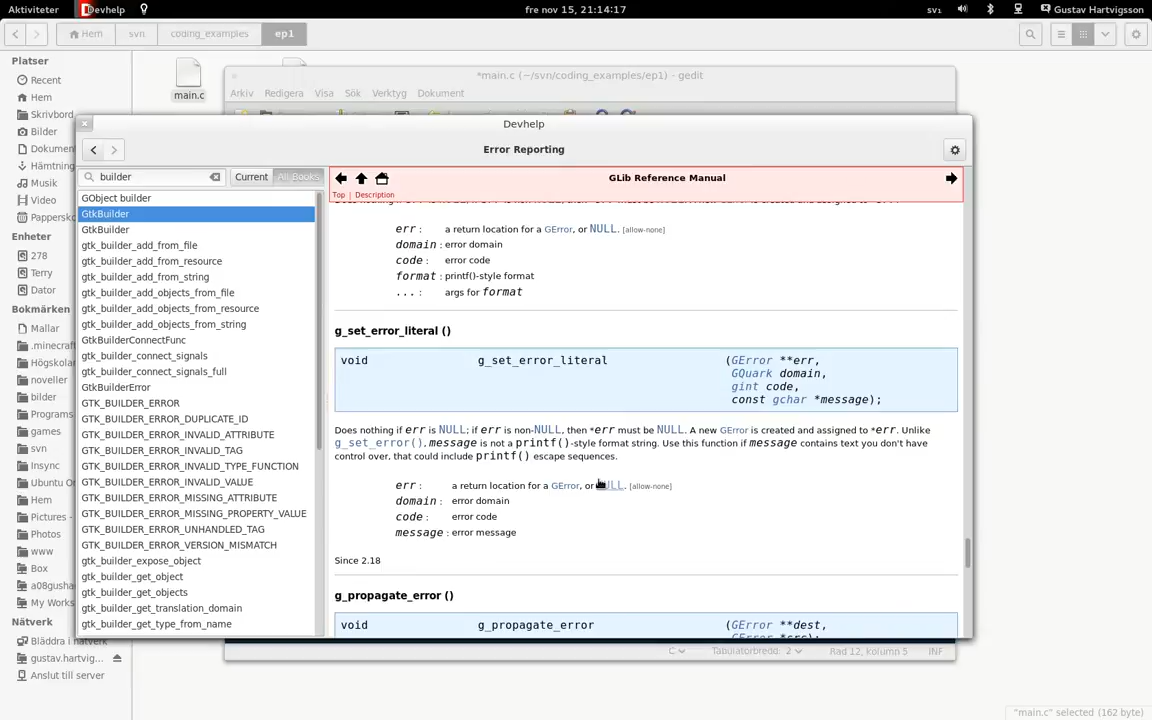 Aktiviteter
Devhelp
fre nov 15, 21:14:17
sv₁
Gustav Hartvigsson
Hem
svn
coding_examples
ep1
Platser
Recent
Hem
Skrivbord
Bilder
Dokument
Hämtning
Musik
Video
Pappersko
Enheter
278
Terry
Dator
Bokmärken
Mallar
.minecraf
Högskolar
noveller
bilder
Programs
games
svn
Insync
Ubuntu O
Hem
Pictures -
Photos
www
Box
a08gusha
My Works
Nätverk
Bläddra i nätverk
gustav.hartvig...
Anslut till server
main.c
*main.c (~/svn/coding_examples/ep1) - gedit
Arkiv Redigera Visa Sök Verktyg Dokument
Devhelp
Error Reporting
builder
Current
All Books
GObject builder
GtkBuilder
GtkBuilder
gtk_builder_add_from_file
gtk_builder_add_from_resource
gtk_builder_add_from_string
gtk_builder_add_objects_from_file
gtk_builder_add_objects_from_resource
gtk_builder_add_objects_from_string
GtkBuilderConnectFunc
gtk_builder_connect_signals
gtk_builder_connect_signals_full
GtkBuilderError
GTK_BUILDER_ERROR
GTK_BUILDER_ERROR_DUPLICATE_ID
GTK_BUILDER_ERROR_INVALID_ATTRIBUTE
GTK_BUILDER_ERROR_INVALID_TAG
GTK_BUILDER_ERROR_INVALID_TYPE_FUNCTION
GTK_BUILDER_ERROR_INVALID_VALUE
GTK_BUILDER_ERROR_MISSING_ATTRIBUTE
GTK_BUILDER_ERROR_MISSING_PROPERTY_VALUE
GTK_BUILDER_ERROR_UNHANDLED_TAG
GTK_BUILDER_ERROR_VERSION_MISMATCH
gtk_builder_expose_object
gtk_builder_get_object
gtk_builder_get_objects
gtk_builder_get_translation_domain
gtk_builder_get_type_from_name
GLib Reference Manual
Top | Description
err : a return location for a GError, or NULL. [allow-none]
domain : error domain
code : error code
format : printf()-style format
... : args for format
g_set_error_literal ()
void g_set_error_literal (GError **err,
GQuark domain,
gint code,
const gchar *message);
Does nothing if err is NULL; if err is non-NULL, then *err must be NULL. A new GError is created and assigned to *err. Unlike
g_set_error(), message is not a printf()-style format string. Use this function if message contains text you don't have
control over, that could include printf() escape sequences.
err : a return location for a GError, or NULL. [allow-none]
domain : error domain
code : error code
message : error message
Since 2.18
g_propagate_error ()
void g_propagate_error (GError **dest,
GError *src);
C Tabulatorbredd: 2 Rad 12, kolumn 5 INF
"main.c" selected (162 byte)